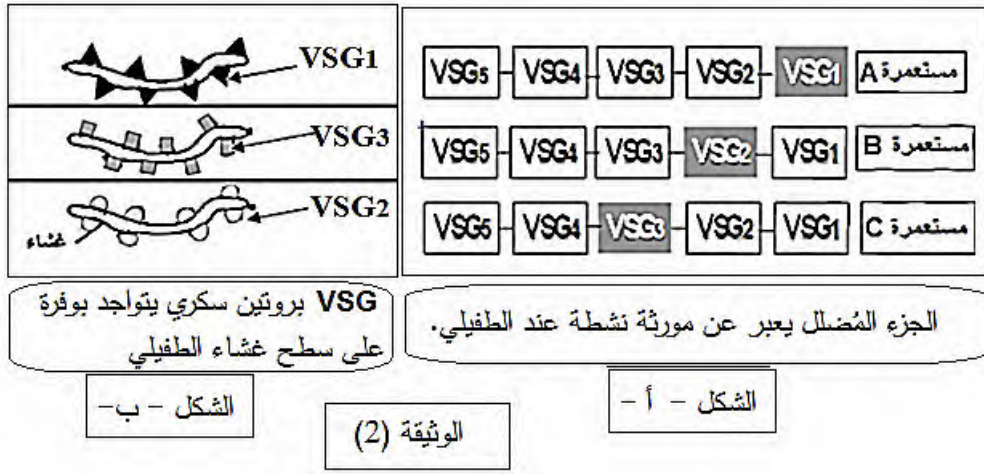 مستعمرة A VSG1 VSG2 VSG3 VSG4 VSG5
مستعمرة B VSG1 VSG2 VSG3 VSG4 VSG5
مستعمرة C VSG1 VSG2 VSG3 VSG4 VSG5
الجزء المُضلل يعبر عن مورثة نشطة عند الطفيلي.
الشكل - أ -
VSG1
VSG3
VSG2
غشاء
VSG بروتين سكري يتواجد بوفرة
على سطح غشاء الطفيلي
الشكل - ب-
الوثيقة (2)